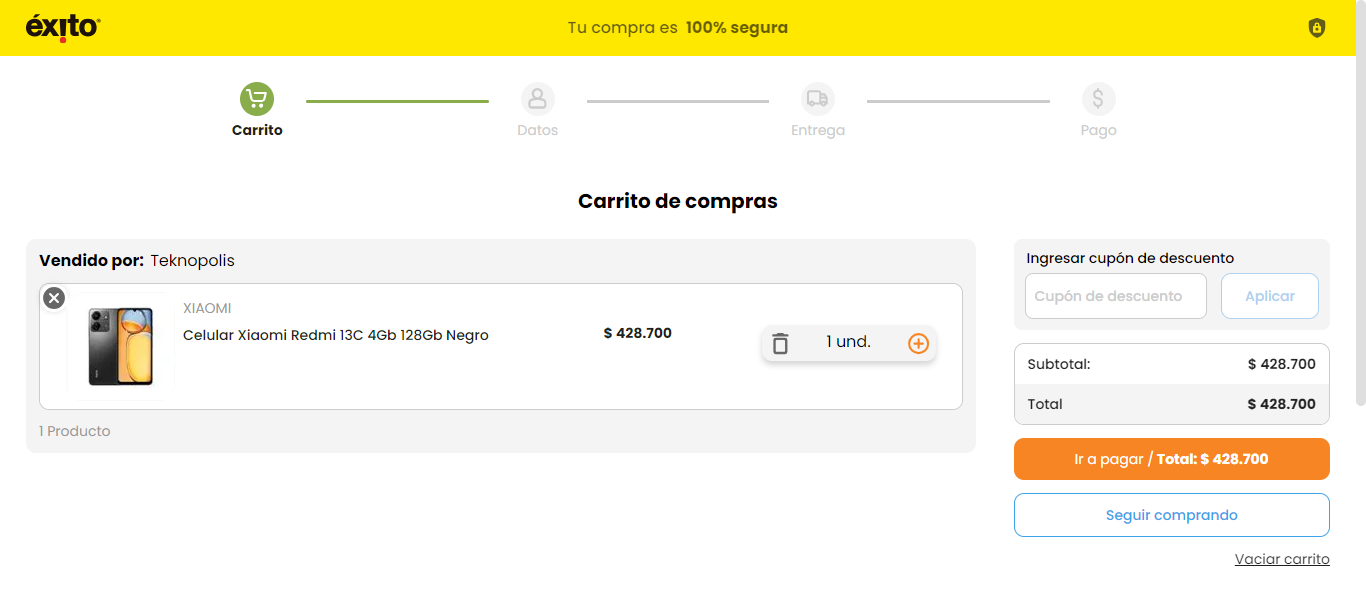 éxito
Tu compra es 100% segura
Carrito
Datos
Entrega
Pago
Carrito de compras
Vendido por: Teknopolis
XIAOMI
Celular Xiaomi Redmi 13C 4Gb 128Gb Negro
$ 428.700
1 und.
1 Producto
Ingresar cupón de descuento
Cupón de descuento
Aplicar
Subtotal: $ 428.700
Total $ 428.700
Ir a pagar / Total: $ 428.700
Seguir comprando
Vaciar carrito